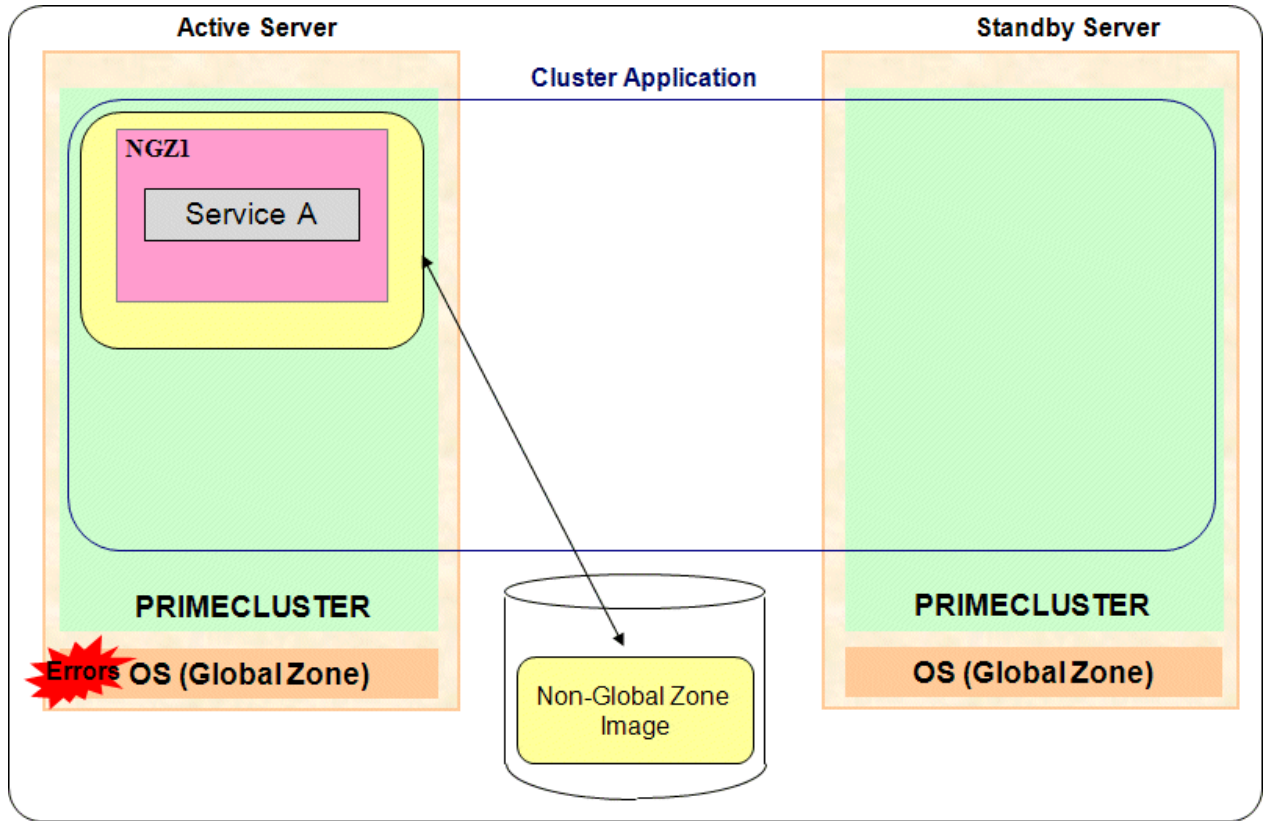 Active Server
Standby Server
Cluster Application
NGZ1
Service A
PRIMECLUSTER
PRIMECLUSTER
Errors
OS (Global Zone)
OS (Global Zone)
Non-Global Zone
Image